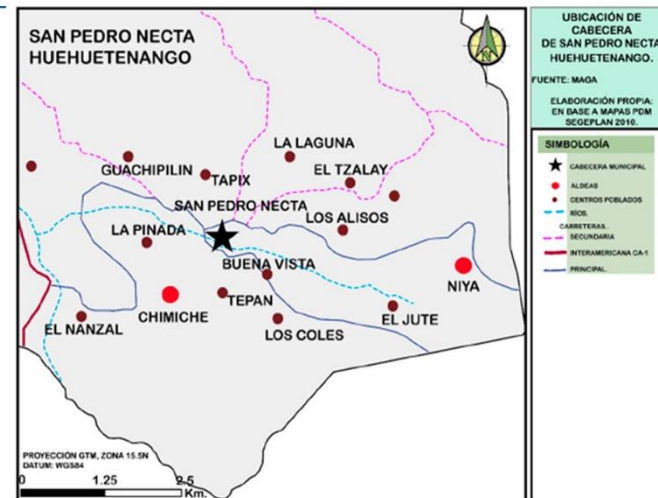 SAN PEDRO NECTA
HUEHUETENANGO
UBICACIÓN DE
CABECERA
DE SAN PEDRO NECTA
HUEHUETENANGO.
FUENTE: MAGA
ELABORACIÓN PROPIA:
EN BASE A MAPAS PDM
SEGEPLAN 2010.
SIMBOLOGÍA
CABECERA MUNICIPAL
ALDEAS
CENTROS POBLADOS
RÍOS.
CARRETERAS.
SECUNDARIA
INTERAMERICANA CA-1
PRINCIPAL.
LA LAGUNA
GUACHIPILIN
TAPIX
EL TZALAY
SAN PEDRO NECTA
LOS ALISOS
LA PINADA
BUENA VISTA
NIYA
CHIMICHE
TEPAN
EL JUTE
EL NANZAL
LOS COLES
PROYECCIÓN GTM, ZONA 15.5N
DATUM: WGS84
0 1.25 2.5
Km.